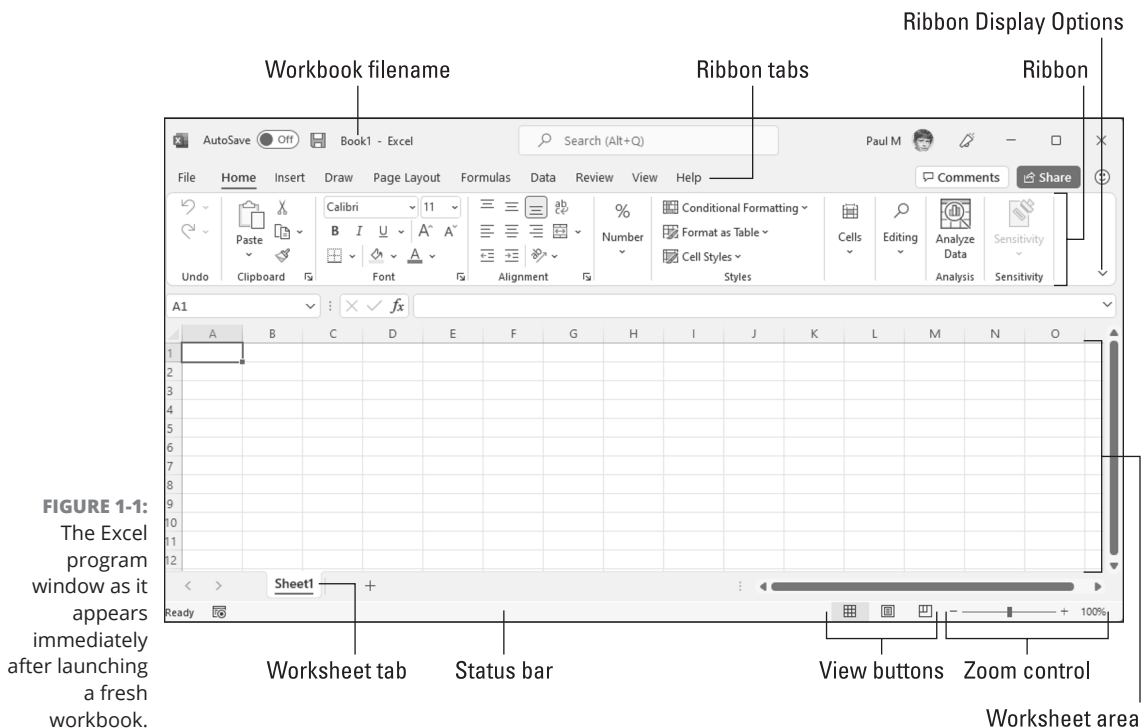 Ribbon Display Options
Workbook filename Ribbon tabs Ribbon
AutoSave Off Book1 - Excel Search (Alt+Q) Paul M
File Home Insert Draw Page Layout Formulas Data Review View Help Comments Share
Calibri 11 ab % Conditional Formatting
Paste B I U A A Number Format as Table Cells Editing Analyze Data Sensitivity
A Cell Styles
Undo Clipboard Font Alignment Styles Analysis Sensitivity
A1 fx
A B C D E F G H I J K L M N O
1
2
3
4
5
6
7
8
9
10
11
12
Sheet1 +
Ready - + 100%
FIGURE 1-1:
The Excel
program
window as it
appears
immediately
after launching
a fresh
workbook.
Worksheet tab Status bar View buttons Zoom control
Worksheet area